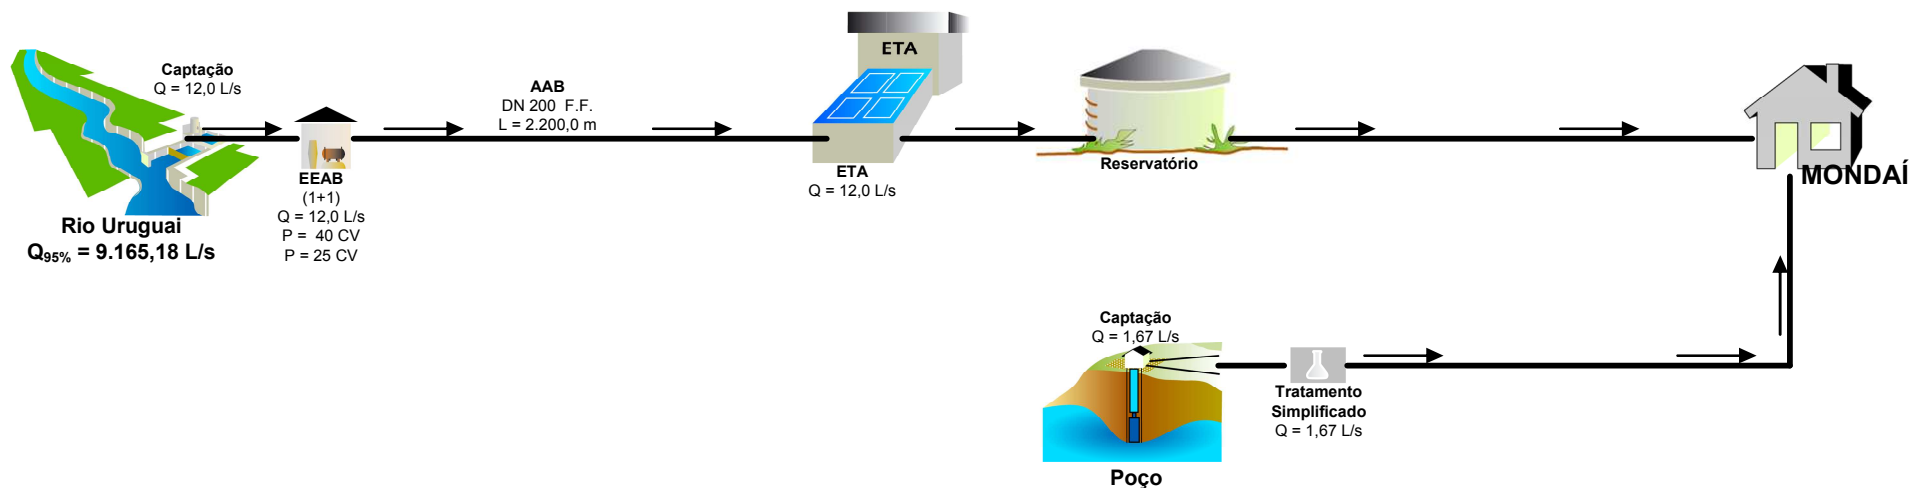 Captação
Q = 12,0 L/s
Rio Uruguai
Q95% = 9.165,18 L/s
EEAB
(1+1)
Q = 12,0 L/s
P = 40 CV
P = 25 CV
AAB
DN 200 F.F.
L = 2.200,0 m
ETA
ETA
Q = 12,0 L/s
Reservatório
MONDAÍ
Captação
Q = 1,67 L/s
Poço
Tratamento
Simplificado
Q = 1,67 L/s